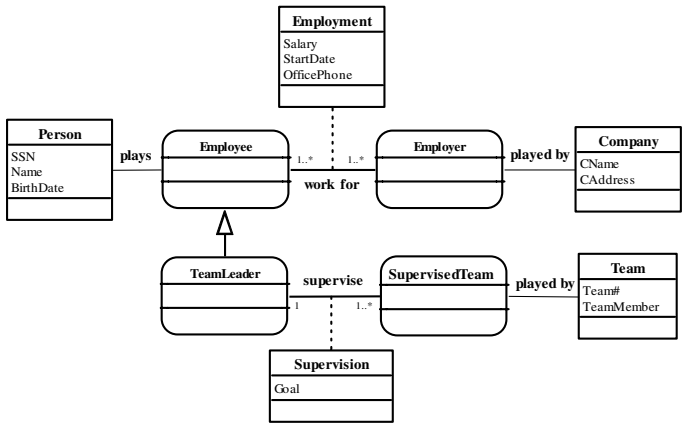 Employment
Salary
StartDate
OfficePhone
Person
SSN
Name
BirthDate
plays
Employee
1..*
1..*
work for
Employer
played by
Company
CName
CAddress
TeamLeader
supervise
1
1..*
SupervisedTeam
played by
Team
Team#
TeamMember
Supervision
Goal